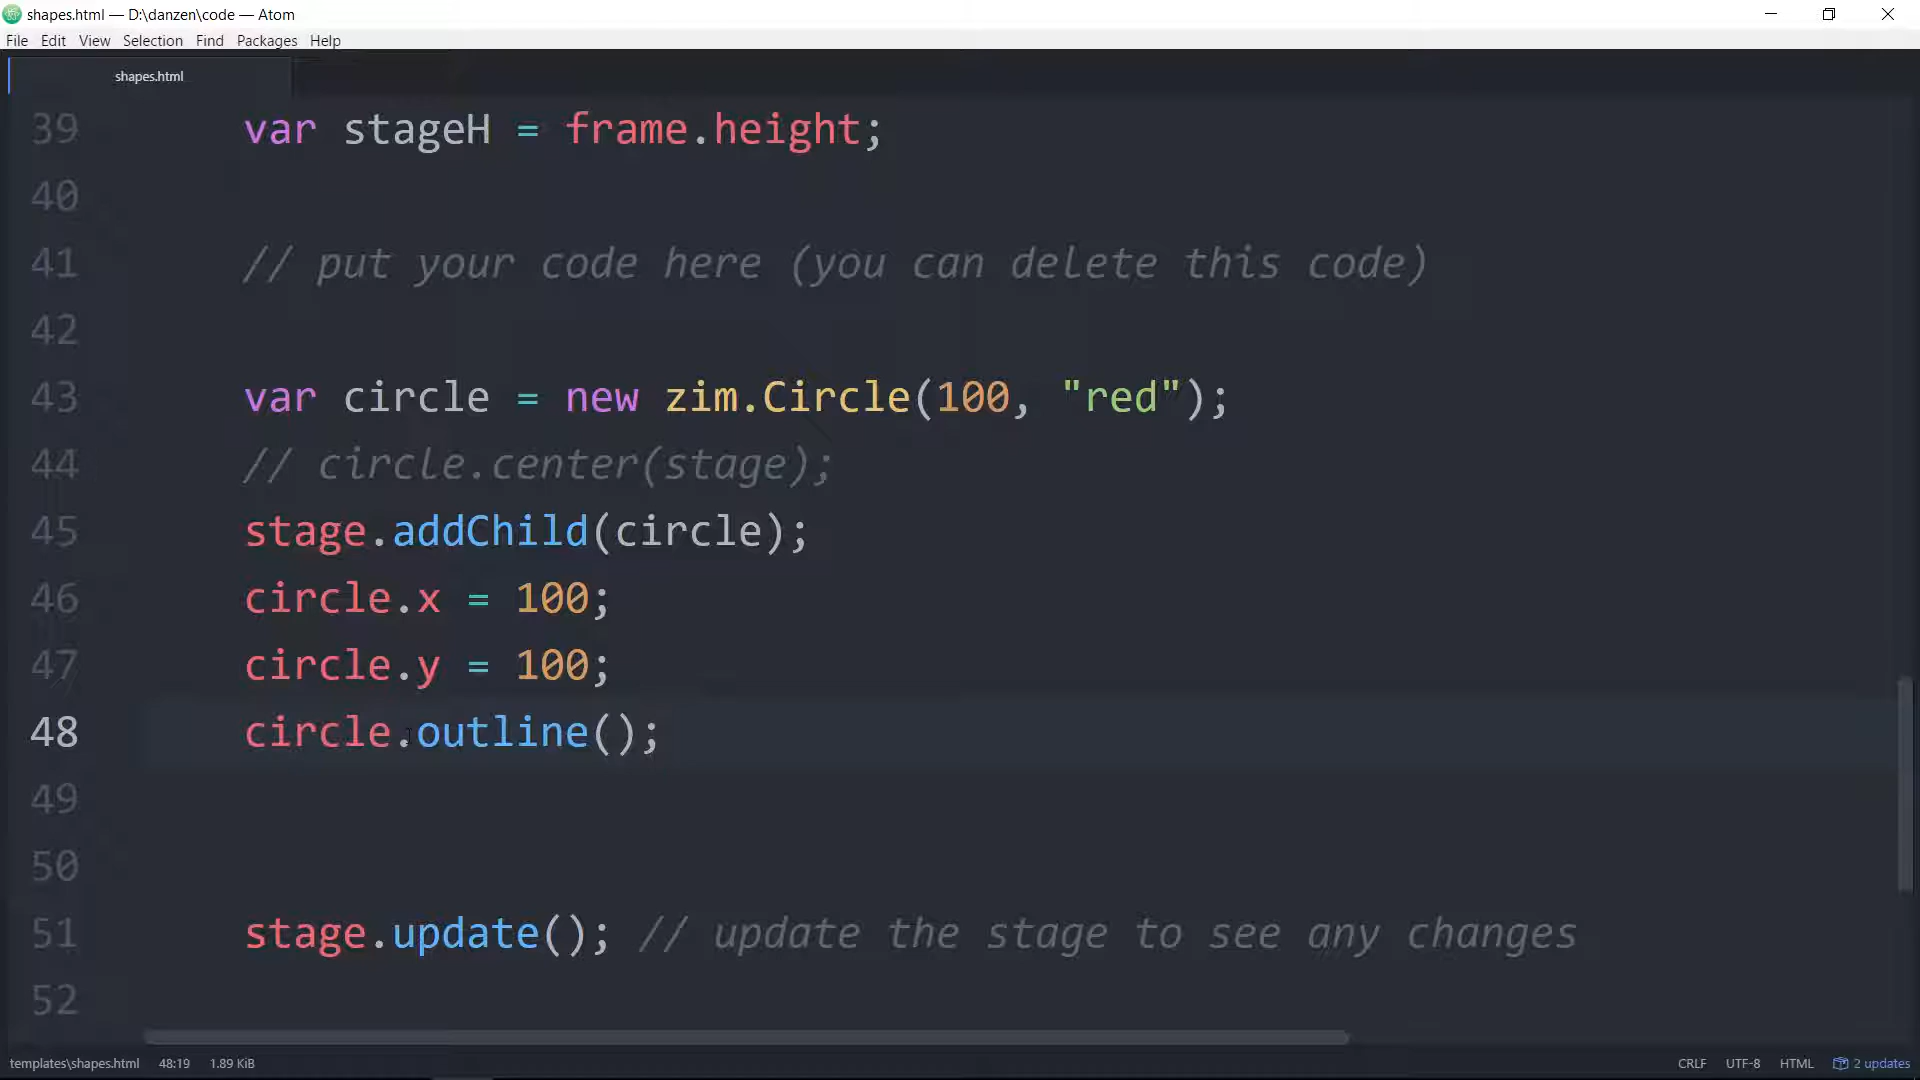 shapes.html — D:\danzen\code — Atom
File Edit View Selection Find Packages Help
shapes.html
39 var stageH = frame.height;
40
41 // put your code here (you can delete this code)
42
43 var circle = new zim.Circle(100, "red");
44 // circle.center(stage);
45 stage.addChild(circle);
46 circle.x = 100;
47 circle.y = 100;
48 circle.outline();
49
50
51 stage.update(); // update the stage to see any changes
52
templates\shapes.html 48:19 1.89 KiB CRLF UTF-8 HTML 2 updates